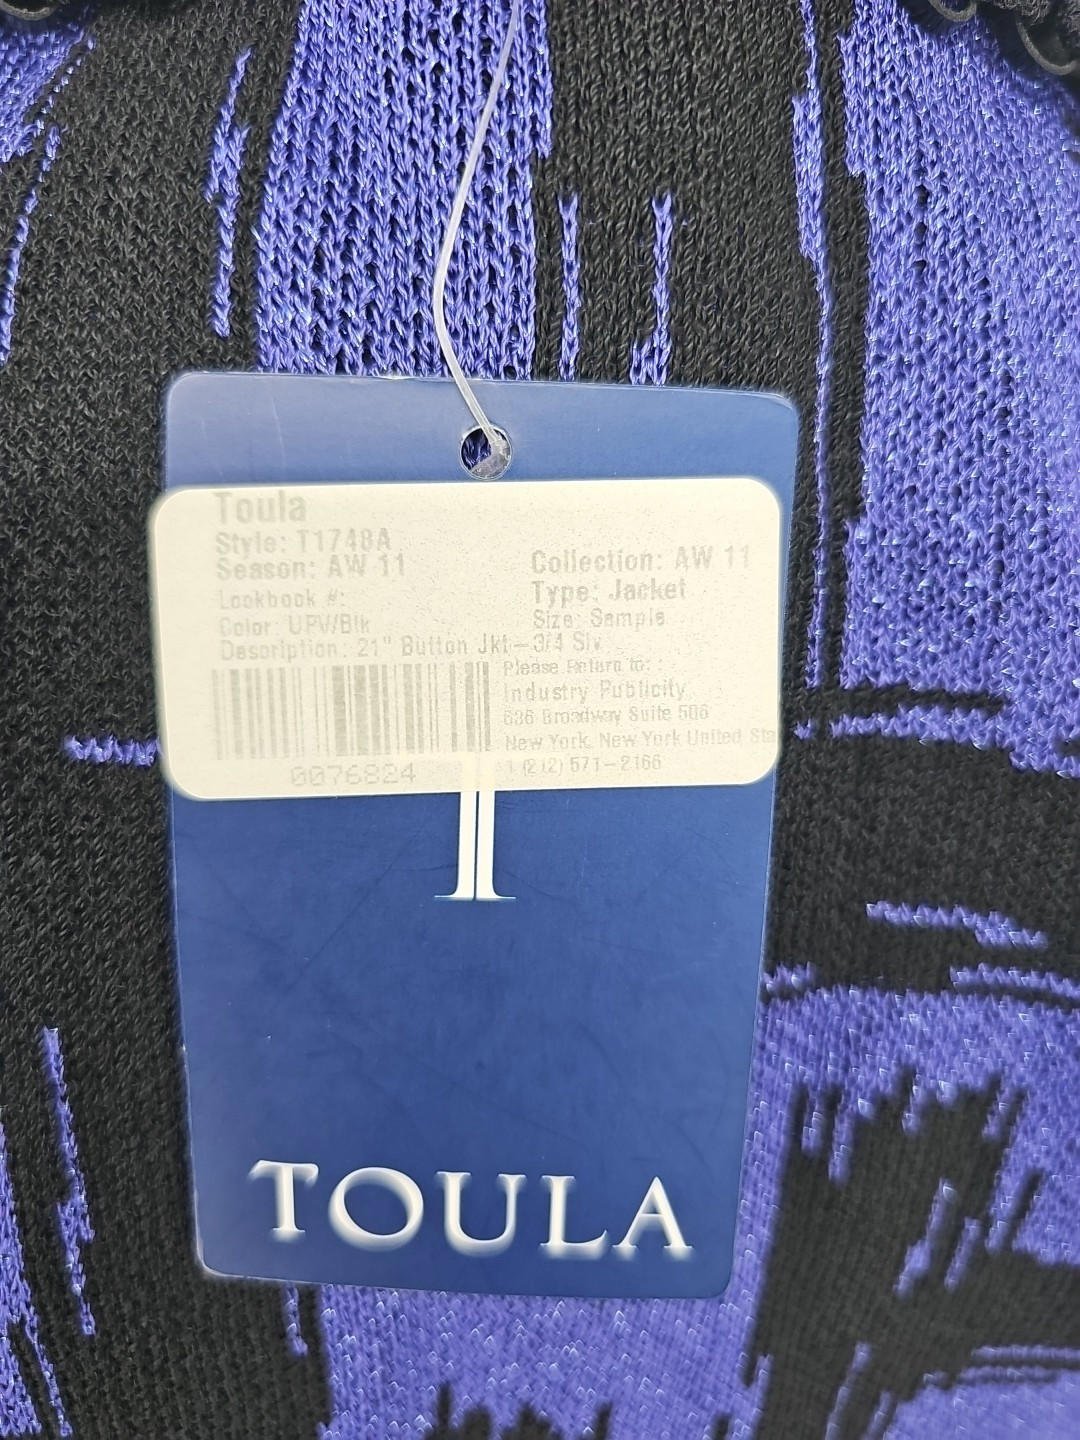 Toula
Style: T1748A
Season: AW 11
Collection: AW 11
Lookbook #:
Type: Jacket
Color: UPV/Blk
Size: Sample
Description: 21" Button Jkt-3/4 Slv
Please Return to: :
Industry Publicity
636 Broadway Suite 506
New York, New York United Sta
1 (212) 571-2166
0076824
T
TOULA